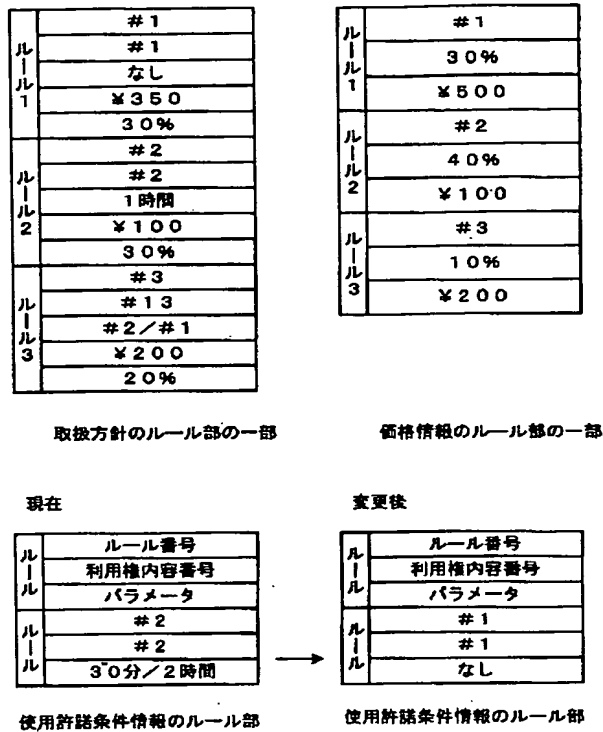 ルール1
#1
#1
なし
¥350
30%
ルール2
#2
#2
1時間
¥100
30%
ルール3
#3
#13
#2/#1
¥200
20%
取扱方針のルール部の一部
ルール1
#1
30%
¥500
ルール2
#2
40%
¥100
ルール3
#3
10%
¥200
価格情報のルール部の一部
現在
ルール
ルール番号
利用権内容番号
パラメータ
ルール
#2
#2
30分/2時間
使用許諾条件情報のルール部
変更後
ルール
ルール番号
利用権内容番号
パラメータ
ルール
#1
#1
なし
使用許諾条件情報のルール部